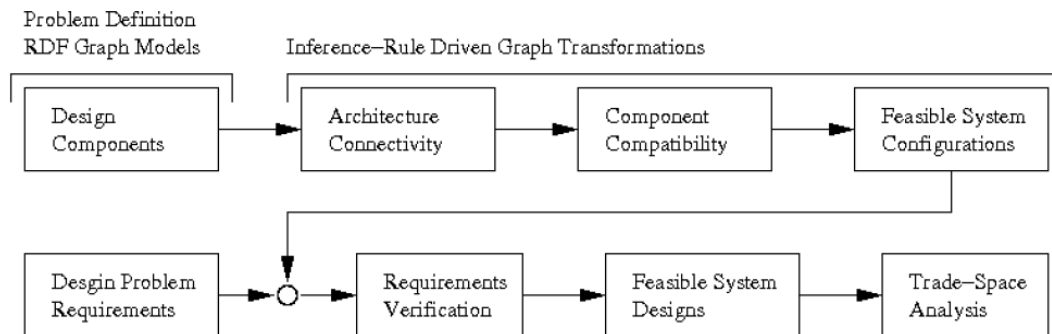 Problem Definition
RDF Graph Models
Inference–Rule Driven Graph Transformations
Design
Components
Architecture
Connectivity
Component
Compatibility
Feasible System
Configurations
Desgin Problem
Requirements
Requirements
Verification
Feasible System
Designs
Trade–Space
Analysis